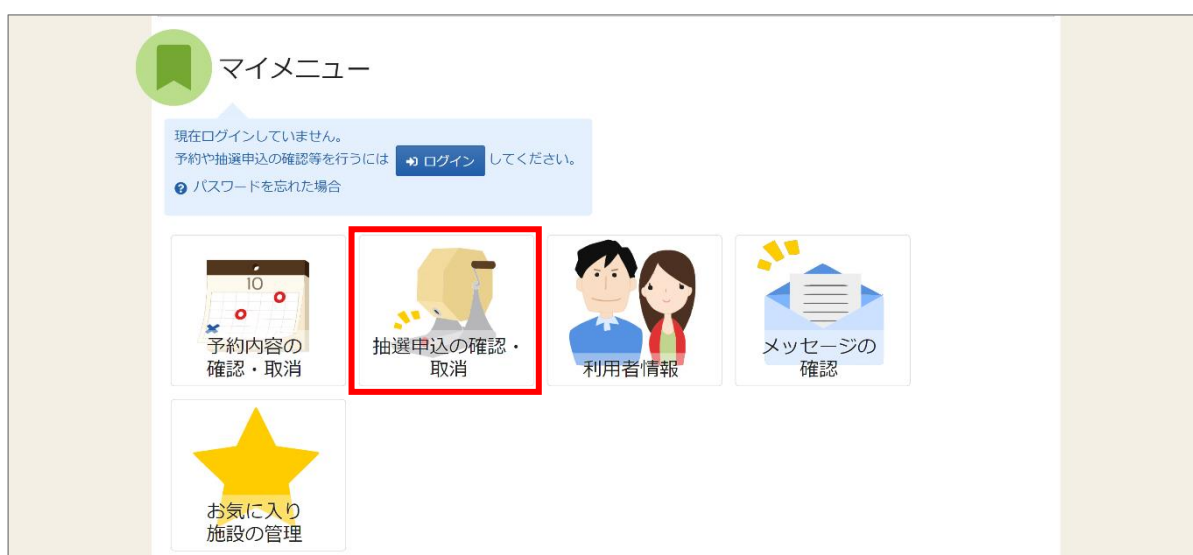 マイメニュー
現在ログインしていません。
予約や抽選申込の確認等を行うには ログイン してください。
パスワードを忘れた場合
10
予約内容の
確認・取消
抽選申込の確認・
取消
利用者情報
メッセージの
確認
お気に入り
施設の管理